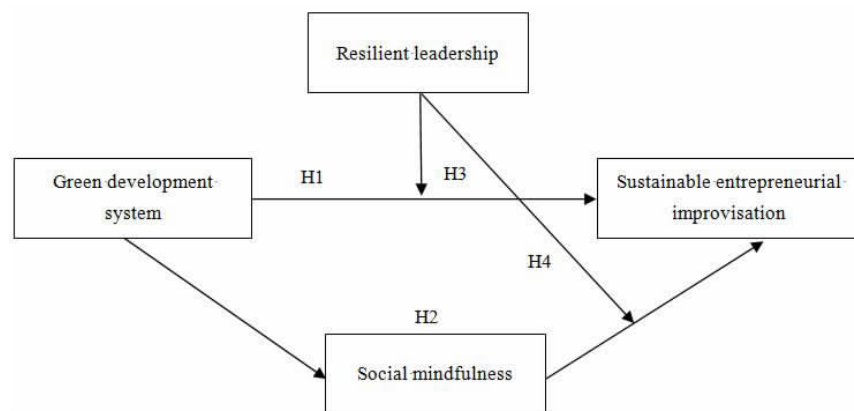 Resilient leadership
Green development
system
H1
H3
Sustainable entrepreneurial
improvisation
H4
H2
Social mindfulness